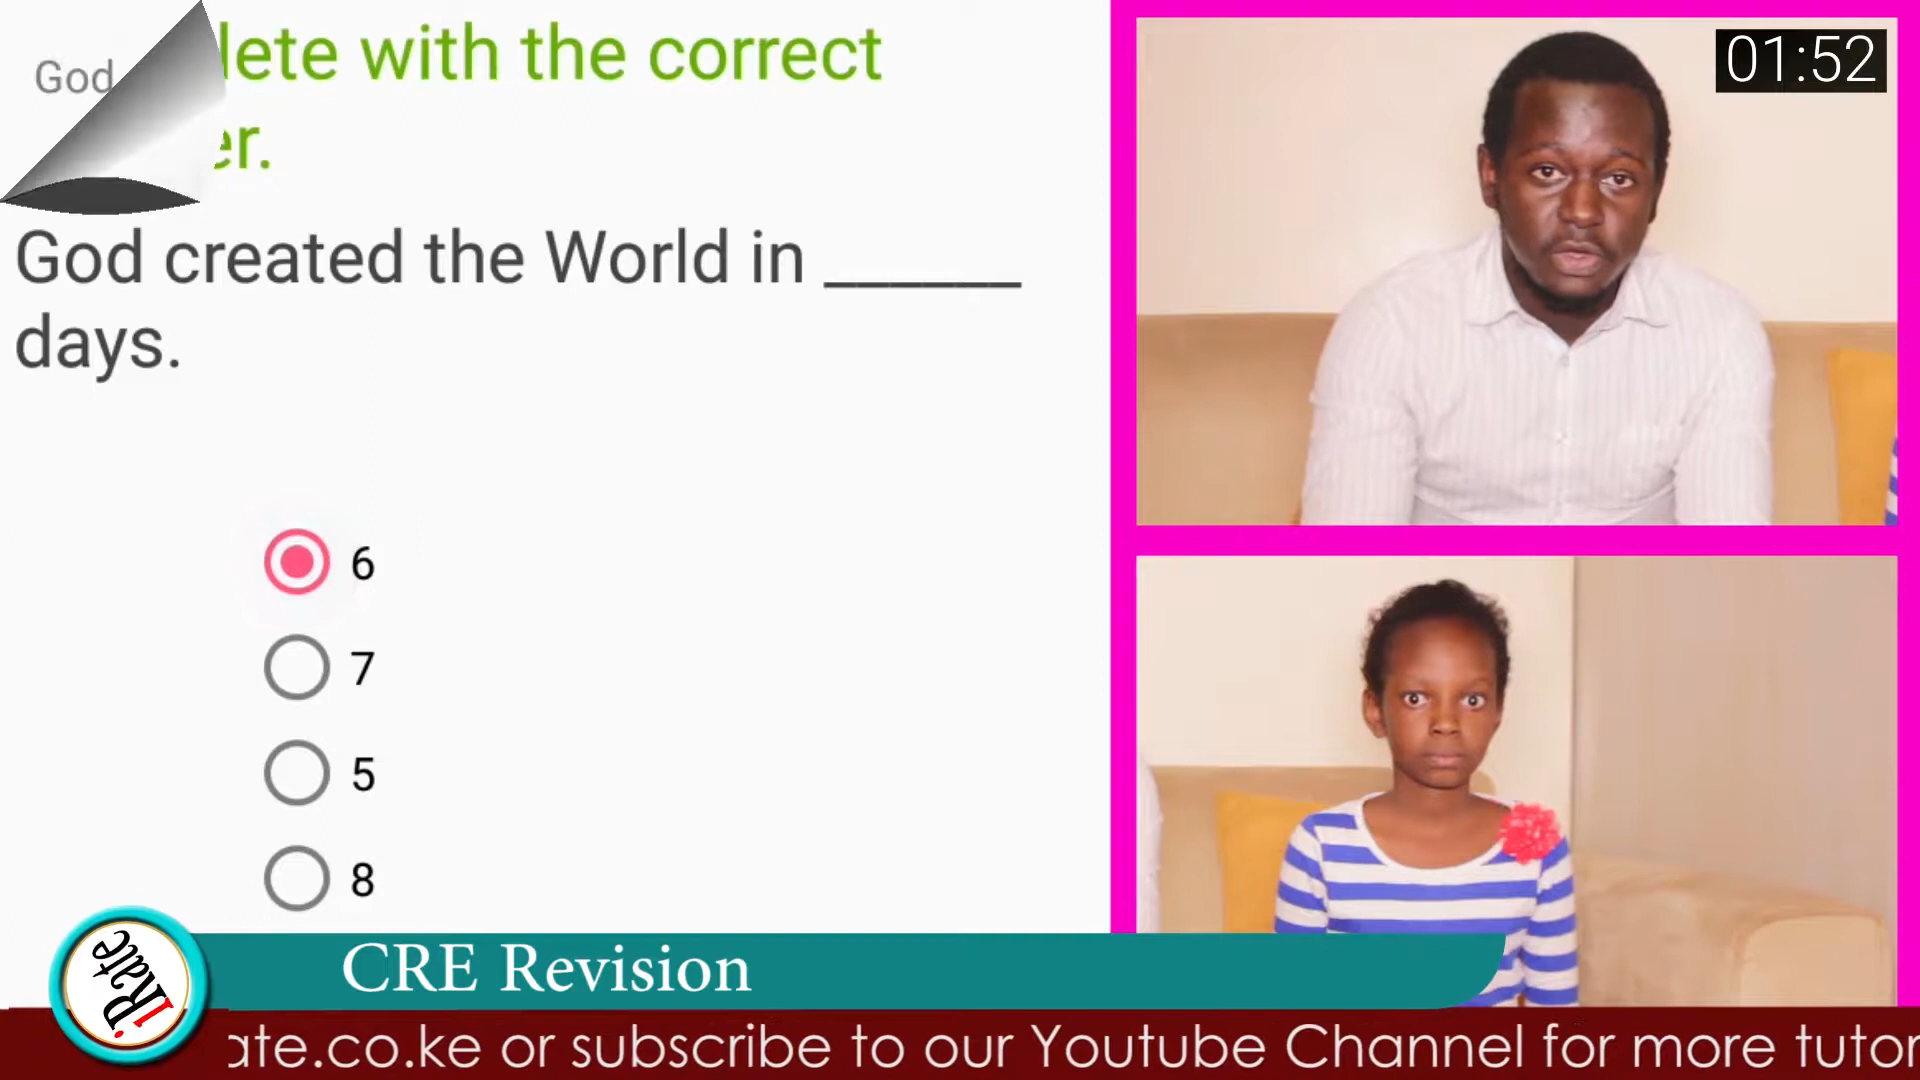 God
lete with the correct
er.
God created the World in ______
days.
6
7
5
8
01:52
CRE Revision
iRate
ate.co.ke or subscribe to our Youtube Channel for more tutor